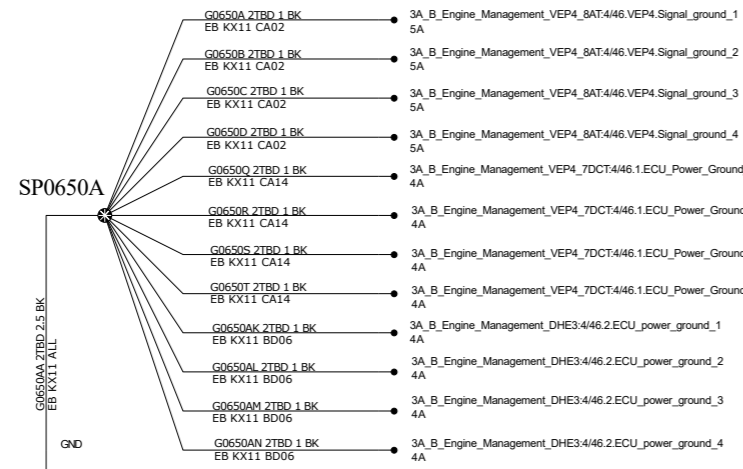 G0650A 2TBD 1 BK
EB KX11 CA02
3A_B_Engine_Management_VEP4_8AT:4/46.VEP4.Signal_ground_1
5A
G0650B 2TBD 1 BK
EB KX11 CA02
3A_B_Engine_Management_VEP4_8AT:4/46.VEP4.Signal_ground_2
5A
G0650C 2TBD 1 BK
EB KX11 CA02
3A_B_Engine_Management_VEP4_8AT:4/46.VEP4.Signal_ground_3
5A
G0650D 2TBD 1 BK
EB KX11 CA02
3A_B_Engine_Management_VEP4_8AT:4/46.VEP4.Signal_ground_4
5A
G0650Q 2TBD 1 BK
EB KX11 CA14
3A_B_Engine_Management_VEP4_7DCT:4/46.1.ECU_Power_Ground
4A
SP0650A
G0650R 2TBD 1 BK
EB KX11 CA14
3A_B_Engine_Management_VEP4_7DCT:4/46.1.ECU_Power_Ground
4A
G0650S 2TBD 1 BK
EB KX11 CA14
3A_B_Engine_Management_VEP4_7DCT:4/46.1.ECU_Power_Ground
4A
G0650T 2TBD 1 BK
EB KX11 CA14
3A_B_Engine_Management_VEP4_7DCT:4/46.1.ECU_Power_Ground
4A
G0650AK 2TBD 1 BK
EB KX11 BD06
3A_B_Engine_Management_DHE3:4/46.2.ECU_power_ground_1
4A
G0650AL 2TBD 1 BK
EB KX11 BD06
3A_B_Engine_Management_DHE3:4/46.2.ECU_power_ground_2
4A
G0650AM 2TBD 1 BK
EB KX11 BD06
3A_B_Engine_Management_DHE3:4/46.2.ECU_power_ground_3
4A
G0650AN 2TBD 1 BK
EB KX11 BD06
3A_B_Engine_Management_DHE3:4/46.2.ECU_power_ground_4
4A
G0650AA 2TBD 2.5 BK
EB KX11 ALL
GND